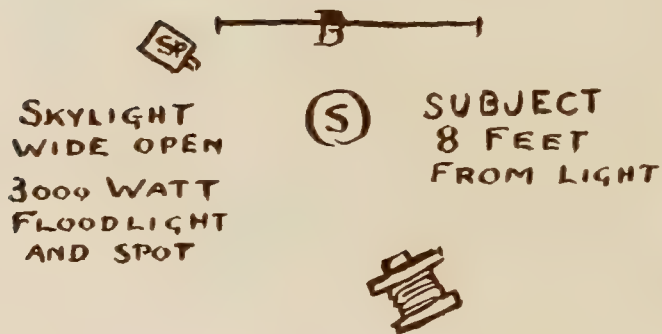 B
SP
SKYLIGHT
WIDE OPEN
3000 WATT
FLOODLIGHT
AND SPOT
S
SUBJECT
8 FEET
FROM LIGHT